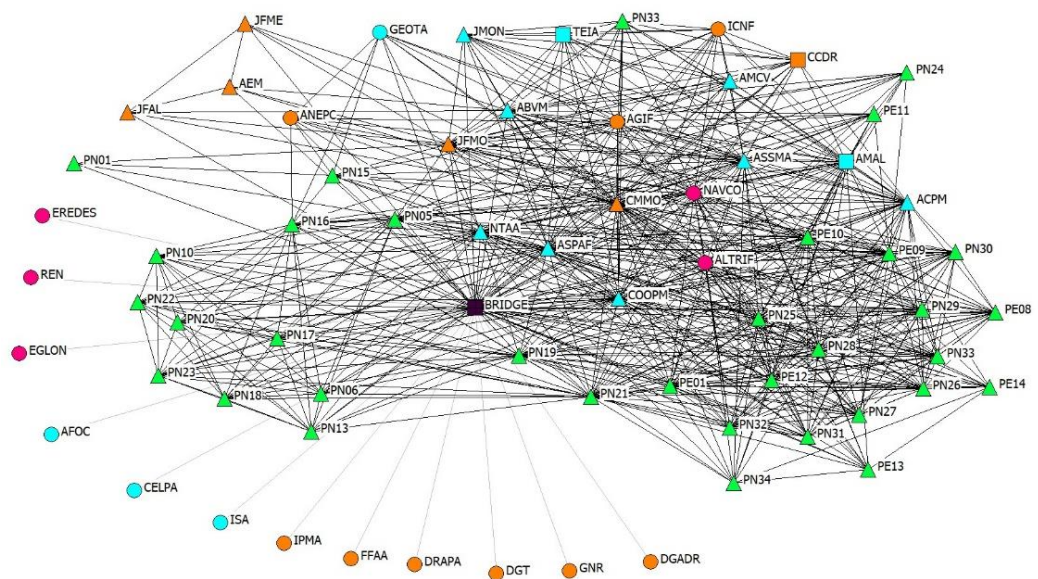 JFME
GEOTA
JMON
TEIA
PN33
ICNF
CCDR
PN24
AEM
AMCV
JFAL
ANEPC
ABVM
AGIF
PE11
JFMO
PN01
PN15
ASSMA
AMAL
NAVCO
CMMO
ACPM
EREDES
PN16
PN05
NTAA
ASPAF
PE10
PE09
PN30
PN10
ALTRIF
REN
PN22
BRIDGE
COOPM
PN29
PE08
PN20
PN25
PN17
EGLON
PN19
PN28
PN33
PN23
PE12
PE01
PN26
PE14
PN18
PN06
PN21
PN27
AFOC
PN13
PN32
PN31
PE13
CELPA
PN34
ISA
IPMA
FFAA
DRAPA
DGT
GNR
DGADR